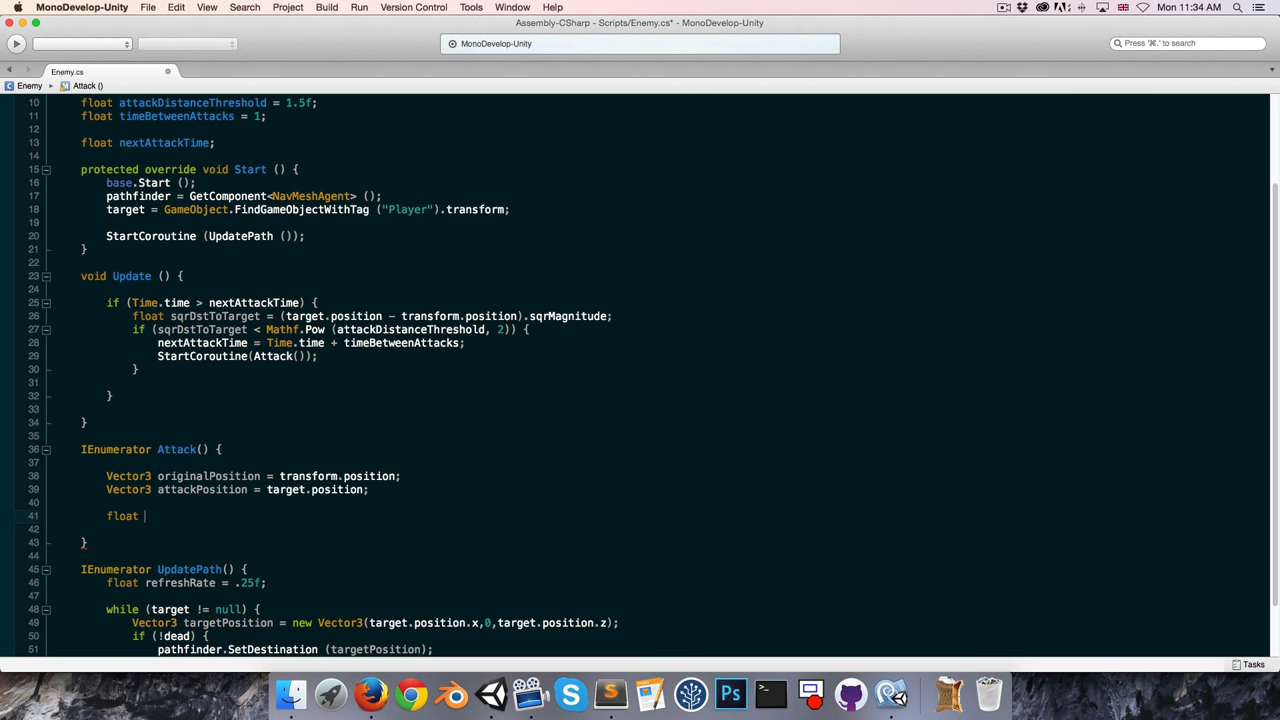 MonoDevelop-Unity File Edit View Search Project Build Run Version Control Tools Window Help Mon 11:34 AM
Assembly-CSharp - Scripts/Enemy.cs* - MonoDevelop-Unity
MonoDevelop-Unity
Press '⌘.' to search
Enemy.cs
Enemy Attack ()
10 float attackDistanceThreshold = 1.5f;
11 float timeBetweenAttacks = 1;
12
13 float nextAttackTime;
14
15 protected override void Start () {
16 base.Start ();
17 pathfinder = GetComponent<NavMeshAgent> ();
18 target = GameObject.FindGameObjectWithTag ("Player").transform;
19
20 StartCoroutine (UpdatePath ());
21 }
22
23 void Update () {
24
25 if (Time.time > nextAttackTime) {
26 float sqrDstToTarget = (target.position - transform.position).sqrMagnitude;
27 if (sqrDstToTarget < Mathf.Pow (attackDistanceThreshold, 2)) {
28 nextAttackTime = Time.time + timeBetweenAttacks;
29 StartCoroutine(Attack());
30 }
31
32 }
33
34 }
35
36 IEnumerator Attack() {
37
38 Vector3 originalPosition = transform.position;
39 Vector3 attackPosition = target.position;
40
41 float
42
43 }
44
45 IEnumerator UpdatePath() {
46 float refreshRate = .25f;
47
48 while (target != null) {
49 Vector3 targetPosition = new Vector3(target.position.x,0,target.position.z);
50 if (!dead) {
51 pathfinder.SetDestination (targetPosition);
Tasks
Ps